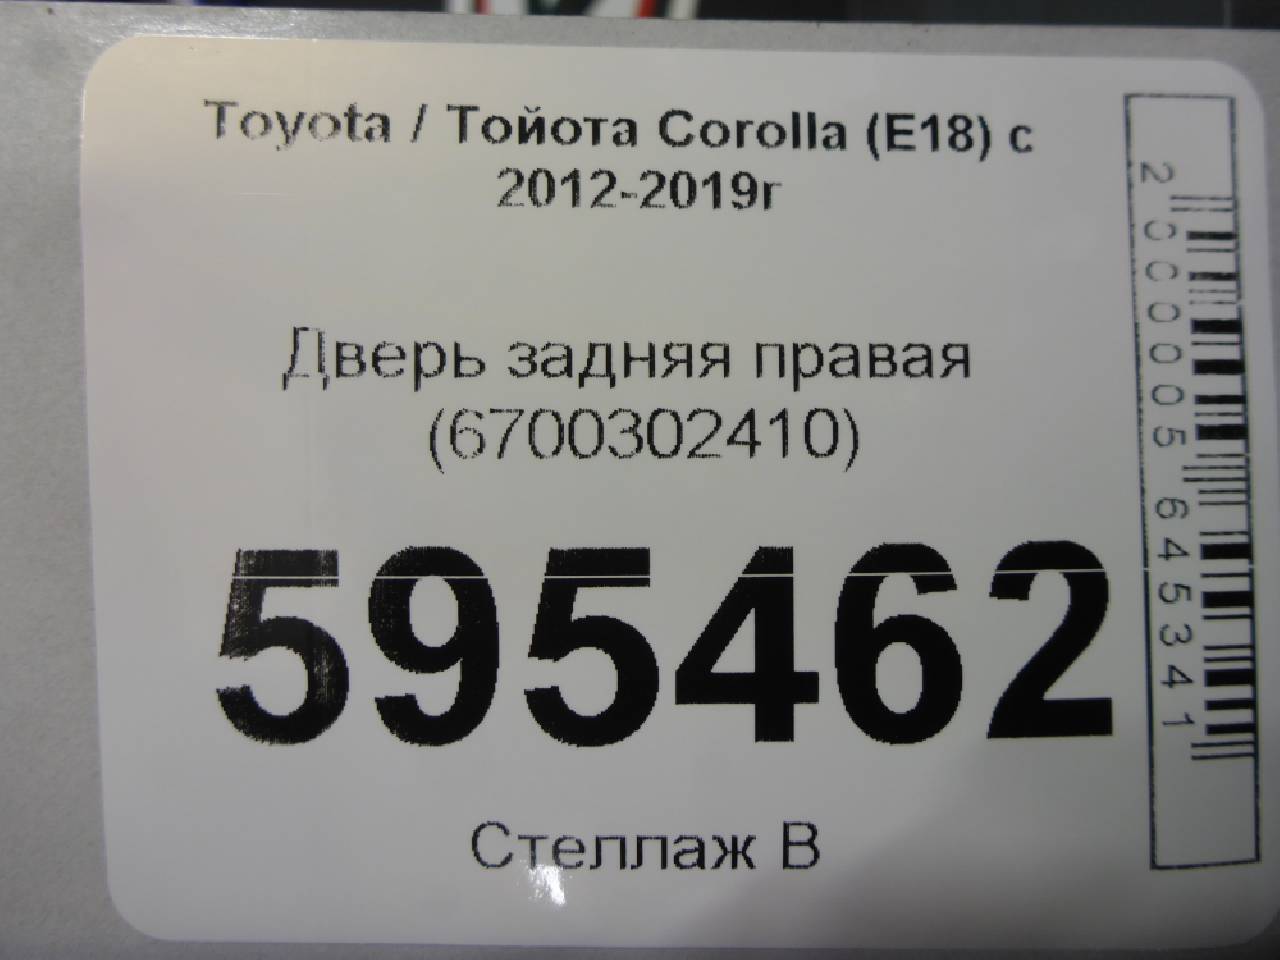 Toyota / Тойота Corolla (E18) с
2012-2019г
Дверь задняя правая
(6700302410)
595462
Стеллаж В
2000005645341